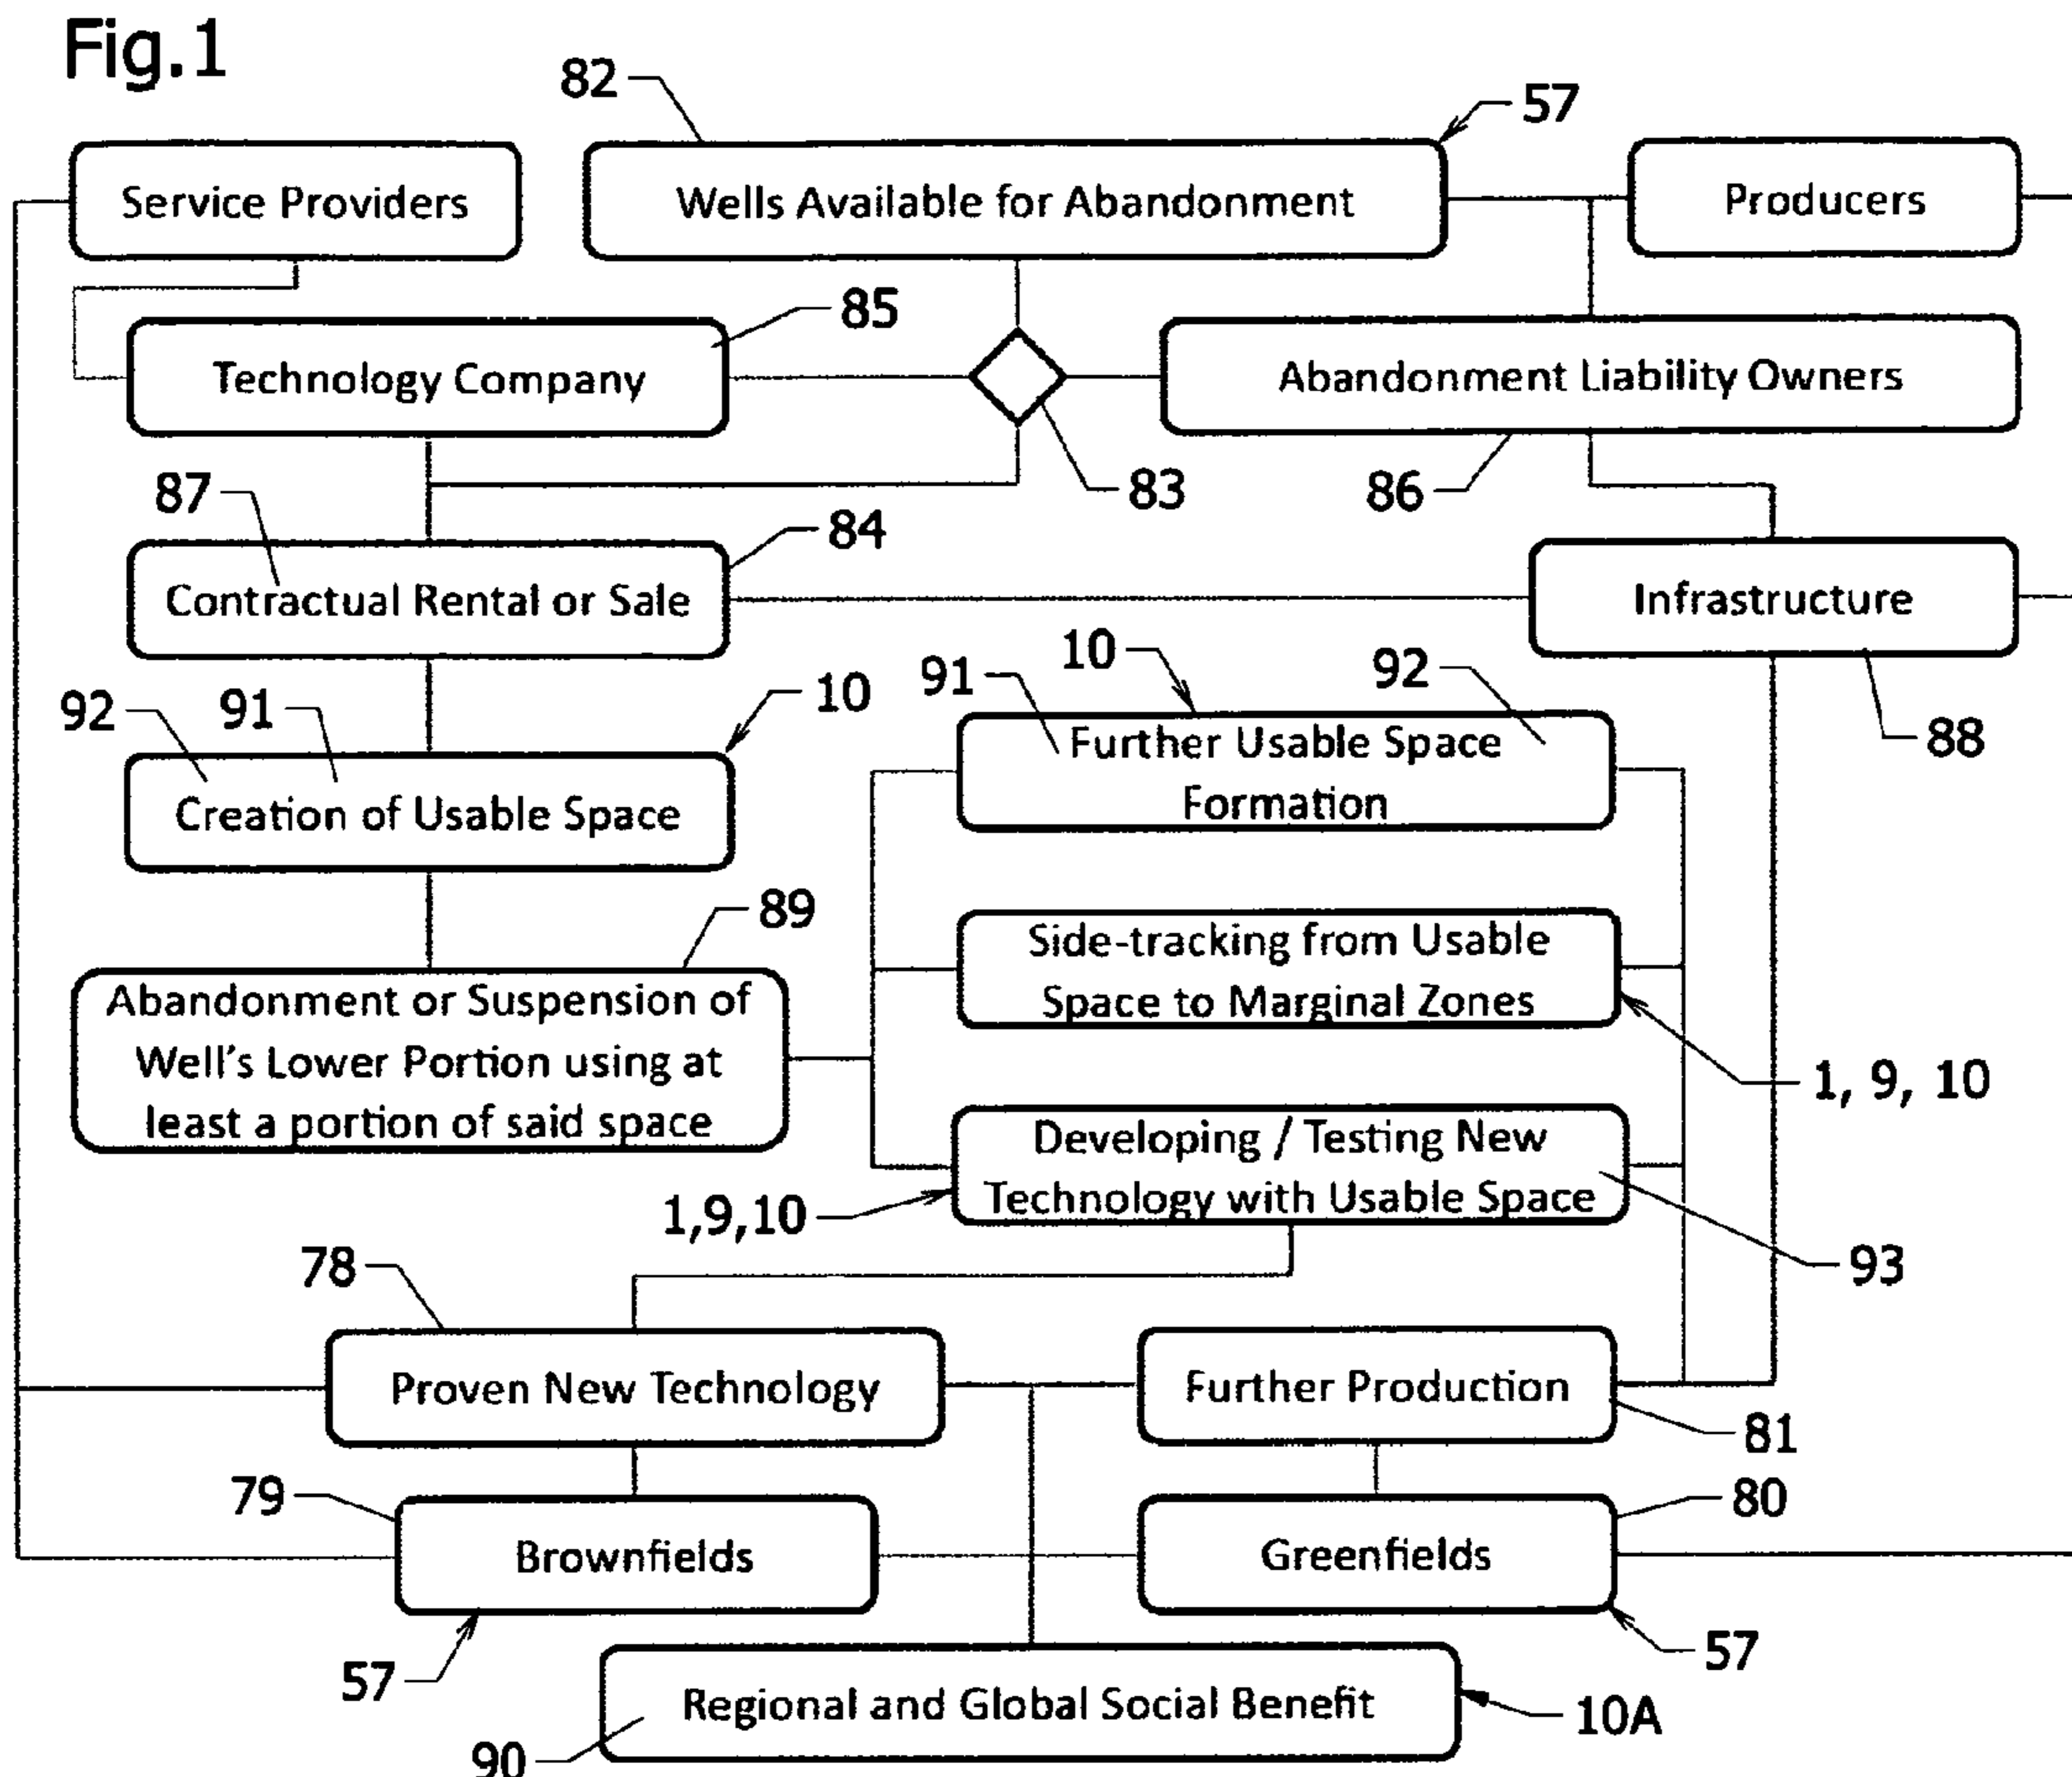 Fig.1
82
57
Service Providers
Wells Available for Abandonment
Producers
85
Technology Company
Abandonment Liability Owners
87
83
86
84
Contractual Rental or Sale
Infrastructure
10
91
92
92
91
10
88
Further Usable Space
Formation
Creation of Usable Space
89
Side-tracking from Usable
Space to Marginal Zones
Abandonment or Suspension of
Well's Lower Portion using at
least a portion of said space
1, 9, 10
Developing / Testing New
Technology with Usable Space
1,9,10
78
93
Proven New Technology
Further Production
81
79
80
Brownfields
Greenfields
57
57
Regional and Global Social Benefit
10A
90